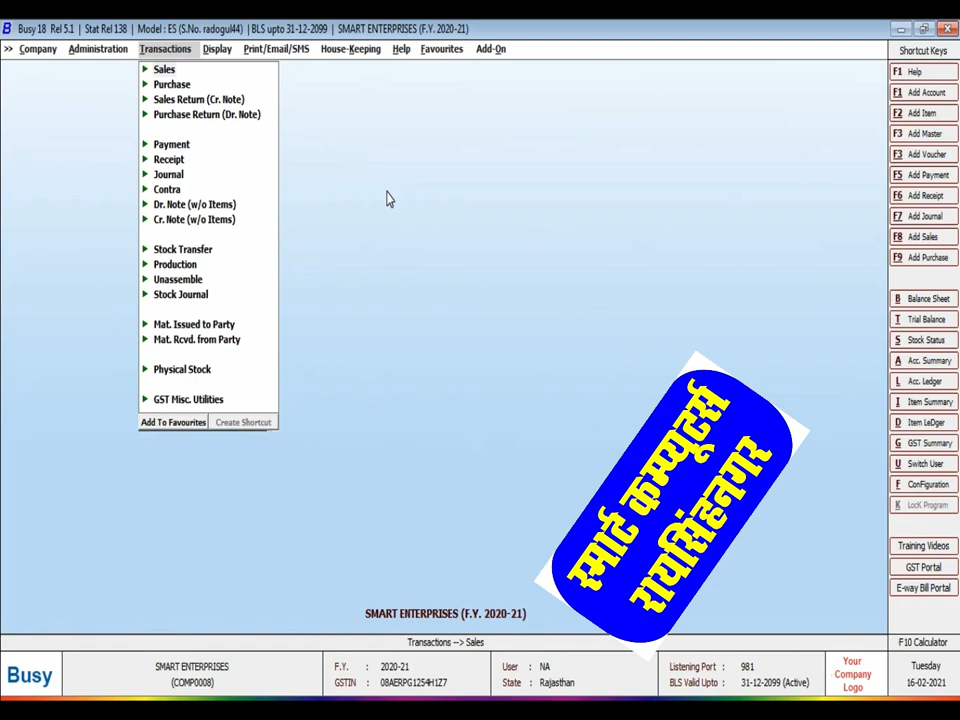 Busy 18 Rel 5.1 | Stat Rel 138 | Model : ES (S.No. radogul44) | BLS upto 31-12-2099 | SMART ENTERPRISES (F.Y. 2020-21)
>> Company Administration Transactions Display Print/Email/SMS House-Keeping Help Favourites Add-On
Shortcut Keys
Sales
Purchase
Sales Return (Cr. Note)
Purchase Return (Dr. Note)
Payment
Receipt
Journal
Contra
Dr. Note (w/o Items)
Cr. Note (w/o Items)
Stock Transfer
Production
Unassemble
Stock Journal
Mat. Issued to Party
Mat. Rcvd. from Party
Physical Stock
GST Misc. Utilities
Add To Favourites Create Shortcut
F1 Help
F1 Add Account
F2 Add Item
F3 Add Master
F3 Add Voucher
F5 Add Payment
F6 Add Receipt
F7 Add Journal
F8 Add Sales
F9 Add Purchase
B Balance Sheet
T Trial Balance
S Stock Status
A Acc. Summary
L Acc. Ledger
I Item Summary
D Item LeDger
G GST Summary
U Switch User
F ConFiguration
K LocK Program
Training Videos
GST Portal
E-way Bill Portal
स्मार्ट कम्प्यूटर्स
रायसिंहनगर
SMART ENTERPRISES (F.Y. 2020-21)
Transactions --> Sales
F10 Calculator
Busy
SMART ENTERPRISES
(COMP0008)
F.Y. : 2020-21
GSTIN : 08AERPG1254H1Z7
User : NA
State : Rajasthan
Listening Port : 981
BLS Valid Upto : 31-12-2099 (Active)
Your
Company
Logo
Tuesday
16-02-2021